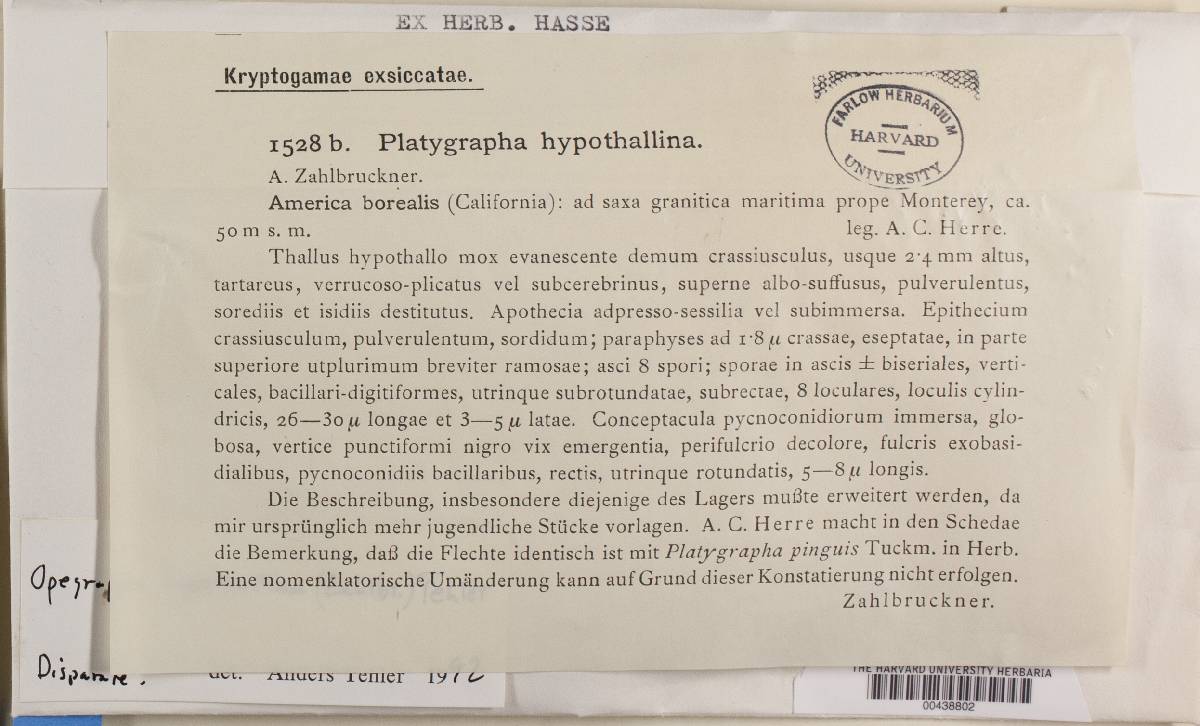 EX HERB. HASSE
Kryptogamae exsiccatae.
FARLOW HERBARIUM
HARVARD
UNIVERSITY
1528 b. Platygrapha hypothallina.
A. Zahlbruckner.
America borealis (California): ad saxa granitica maritima prope Monterey, ca.
50 m s. m. leg. A. C. Herre.
Thallus hypothallo mox evanescente demum crassiusculus, usque 2·4 mm altus,
tartareus, verrucoso-plicatus vel subcerebrinus, superne albo-suffusus, pulverulentus,
sorediis et isidiis destitutus. Apothecia adpresso-sessilia vel subimmersa. Epithecium
crassiusculum, pulverulentum, sordidum; paraphyses ad 1·8 µ crassae, eseptatae, in parte
superiore utplurimum breviter ramosae; asci 8 spori; sporae in ascis ± biseriales, verti-
cales, bacillari-digitiformes, utrinque subrotundatae, subrectae, 8 loculares, loculis cylin-
dricis, 26—30 µ longae et 3—5 µ latae. Conceptacula pycnoconidiorum immersa, glo-
bosa, vertice punctiformi nigro vix emergentia, perifulcrio decolore, fulcris exobasi-
dialibus, pycnoconidiis bacillaribus, rectis, utrinque rotundatis, 5—8 µ longis.
Die Beschreibung, insbesondere diejenige des Lagers mußte erweitert werden, da
mir ursprünglich mehr jugendliche Stücke vorlagen. A. C. Herre macht in den Schedae
die Bemerkung, daß die Flechte identisch ist mit Platygrapha pinguis Tuckm. in Herb.
Eine nomenklatorische Umänderung kann auf Grund dieser Konstatierung nicht erfolgen.
Zahlbruckner.
Opegra
det. Anders Tehler 1992
THE HARVARD UNIVERSITY HERBARIA
00438802